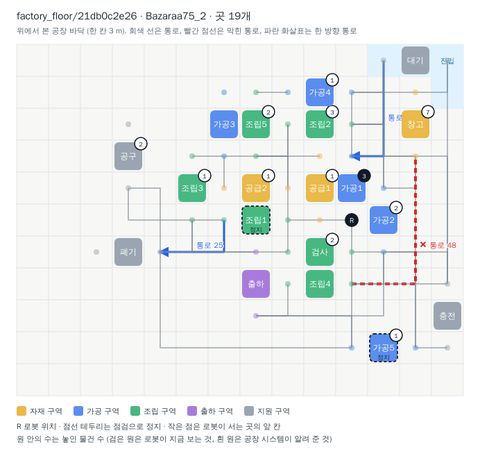 factory_floor/21db0c2e26 · Bazaraa75_2 · 곳 19개
위에서 본 공장 바닥 (한 칸 3 m). 회색 선은 통로, 빨간 점선은 막힌 통로, 파란 화살표는 한 방향 통로
대기
진입
가공4 1
통로
가공3
조립5 2
조립2 3
창고 7
공구 2
조립3 1
공급2 1
공급1 1
가공1 3
조립1
정지
R
가공2 2
폐기
통로 25
검사 2
✕ 통로 48
출하
조립4
충전
가공5 1
정지
자재 구역
가공 구역
조립 구역
출하 구역
지원 구역
R 로봇 위치 · 점선 테두리는 점검으로 정지 · 작은 점은 로봇이 서는 곳의 앞 칸
원 안의 수는 놓인 물건 수 (검은 원은 로봇이 지금 보는 것, 흰 원은 공장 시스템이 알려 준 것)